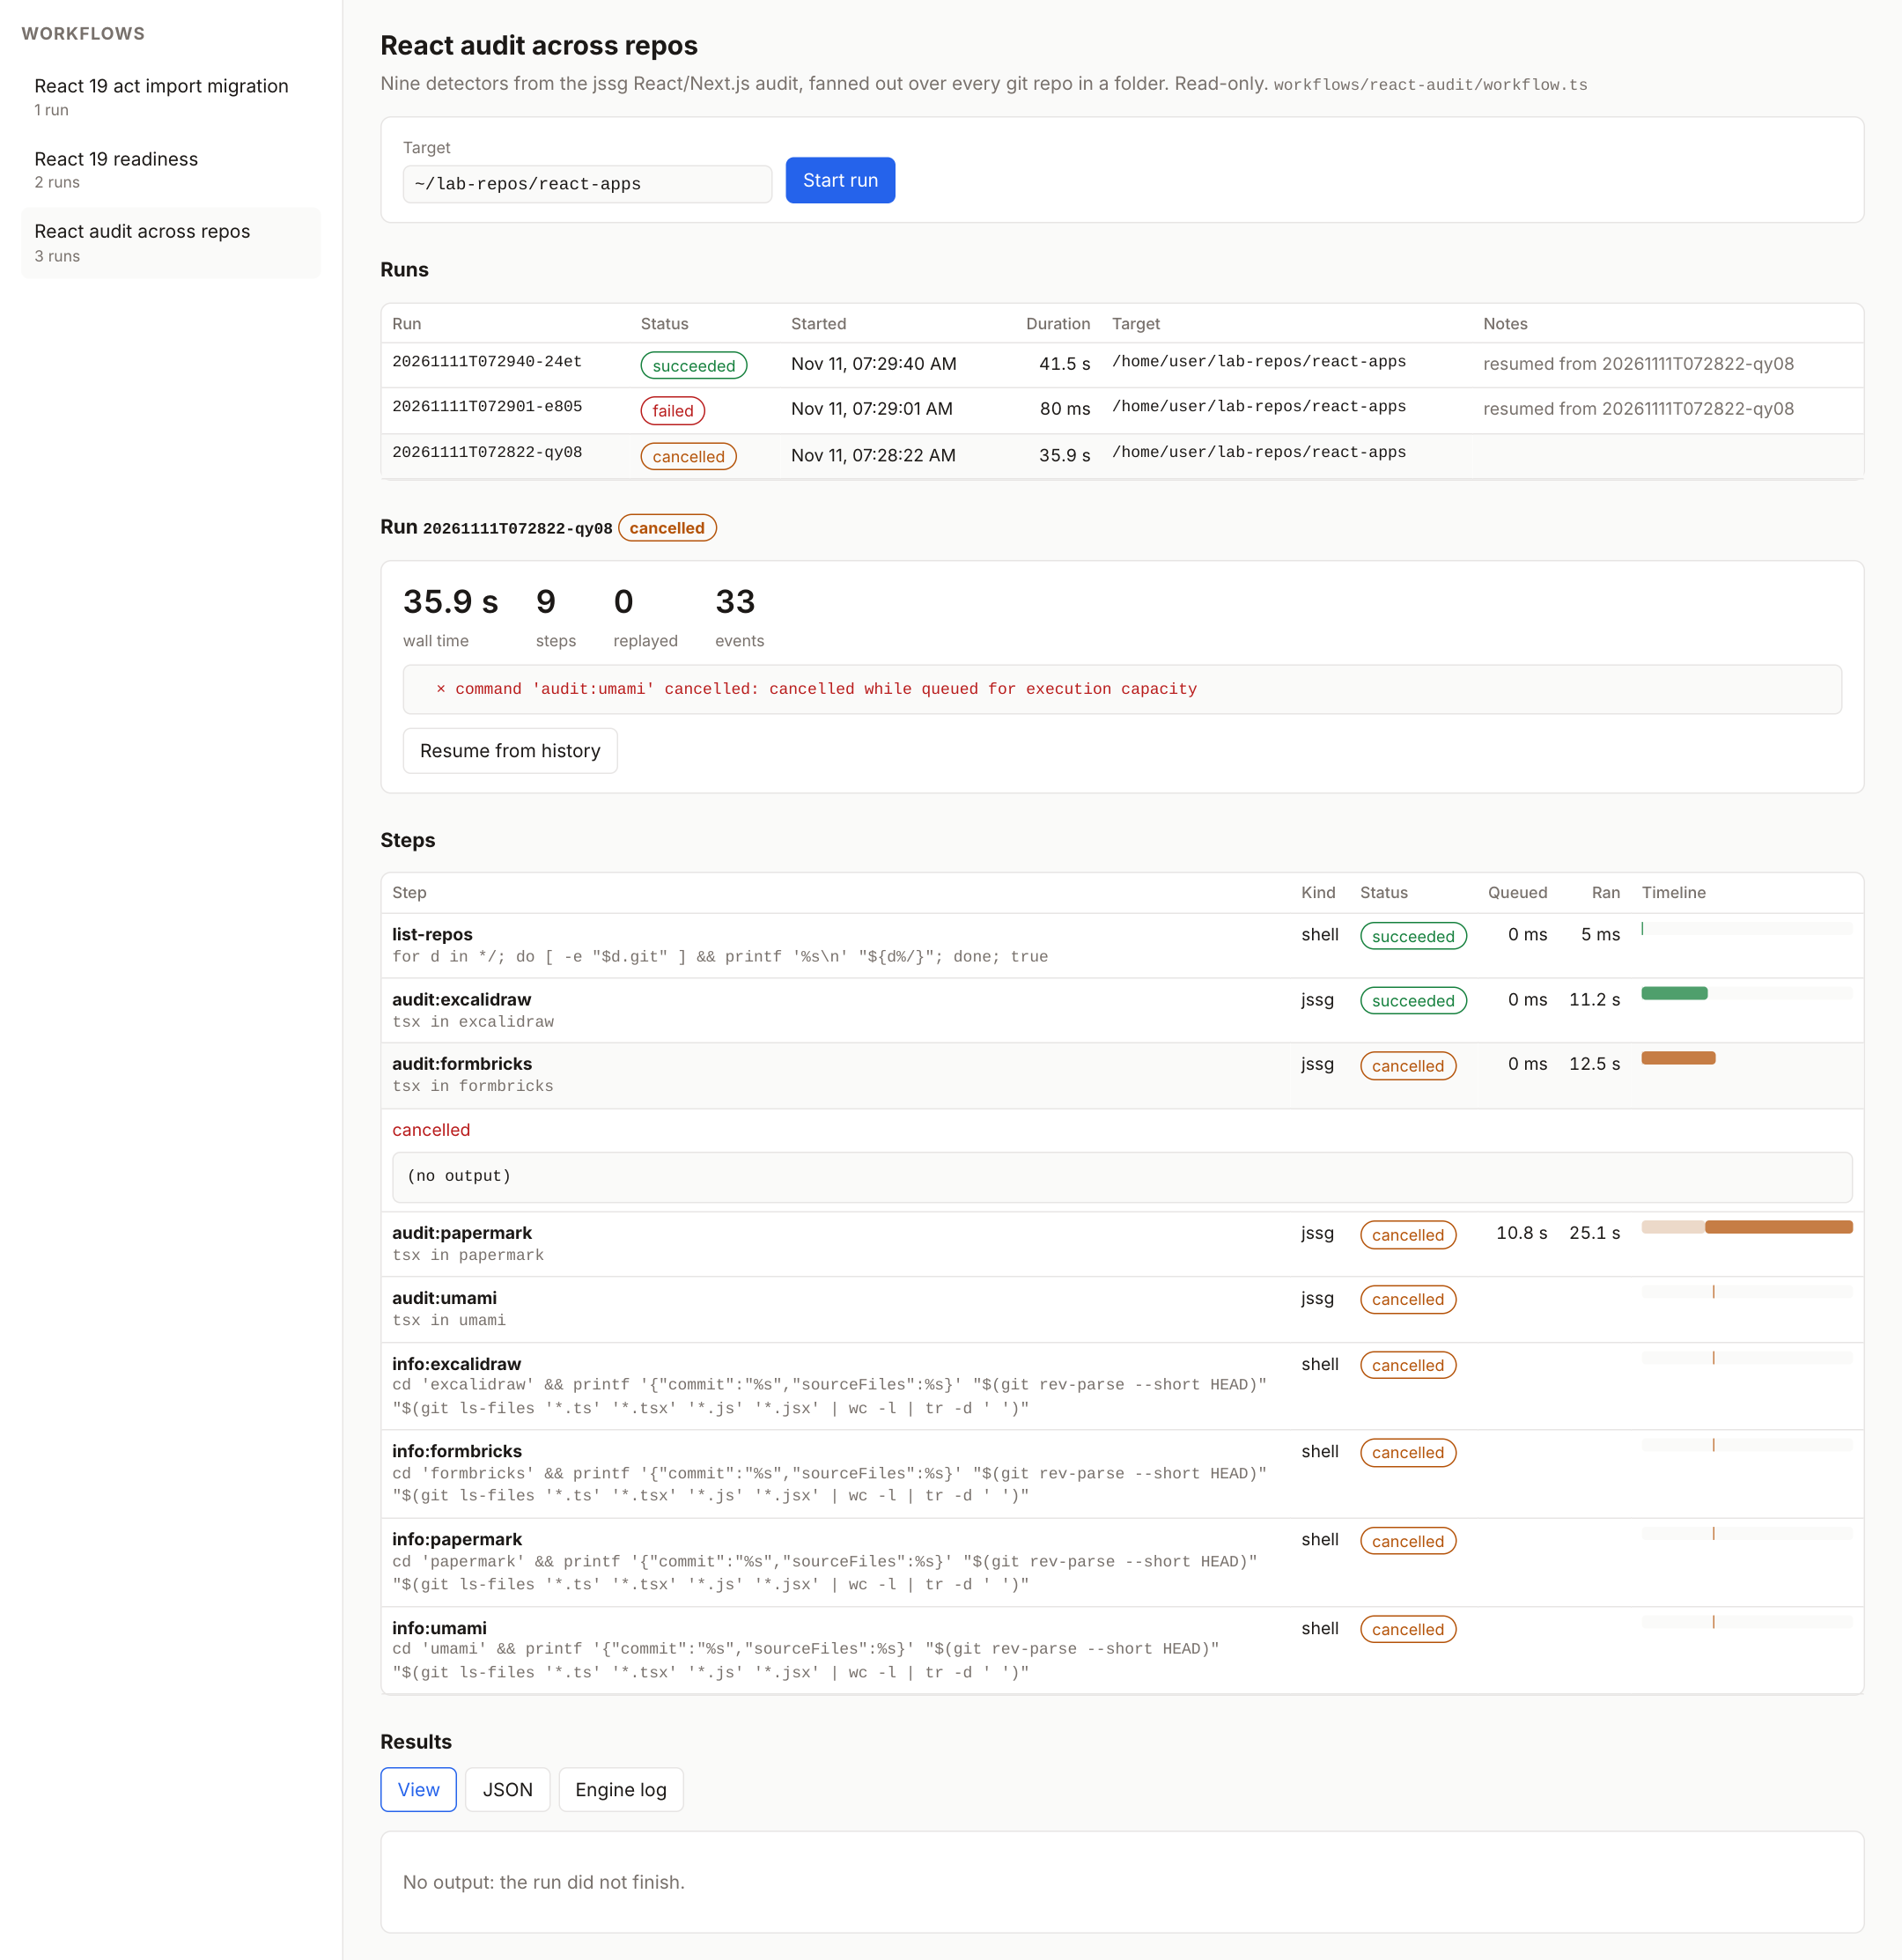 WORKFLOWS
React 19 act import migration
1 run
React 19 readiness
2 runs
React audit across repos
3 runs
React audit across repos
Nine detectors from the jssg React/Next.js audit, fanned out over every git repo in a folder. Read-only. workflows/react-audit/workflow.ts
Target
~/lab-repos/react-apps
Start run
Runs
Run Status Started Duration Target Notes
20261111T072940-24et succeeded Nov 11, 07:29:40 AM 41.5 s /home/user/lab-repos/react-apps resumed from 20261111T072822-qy08
20261111T072901-e805 failed Nov 11, 07:29:01 AM 80 ms /home/user/lab-repos/react-apps resumed from 20261111T072822-qy08
20261111T072822-qy08 cancelled Nov 11, 07:28:22 AM 35.9 s /home/user/lab-repos/react-apps
Run 20261111T072822-qy08 cancelled
35.9 s 9 0 33
wall time steps replayed events
× command 'audit:umami' cancelled: cancelled while queued for execution capacity
Resume from history
Steps
Step Kind Status Queued Ran Timeline
list-repos shell succeeded 0 ms 5 ms
for d in */; do [ -e "$d.git" ] && printf '%s\n' "${d%/}"; done; true
audit:excalidraw jssg succeeded 0 ms 11.2 s
tsx in excalidraw
audit:formbricks jssg cancelled 0 ms 12.5 s
tsx in formbricks
cancelled
(no output)
audit:papermark jssg cancelled 10.8 s 25.1 s
tsx in papermark
audit:umami jssg cancelled
tsx in umami
info:excalidraw shell cancelled
cd 'excalidraw' && printf '{"commit":"%s","sourceFiles":%s}' "$(git rev-parse --short HEAD)"
"$(git ls-files '*.ts' '*.tsx' '*.js' '*.jsx' | wc -l | tr -d ' ')"
info:formbricks shell cancelled
cd 'formbricks' && printf '{"commit":"%s","sourceFiles":%s}' "$(git rev-parse --short HEAD)"
"$(git ls-files '*.ts' '*.tsx' '*.js' '*.jsx' | wc -l | tr -d ' ')"
info:papermark shell cancelled
cd 'papermark' && printf '{"commit":"%s","sourceFiles":%s}' "$(git rev-parse --short HEAD)"
"$(git ls-files '*.ts' '*.tsx' '*.js' '*.jsx' | wc -l | tr -d ' ')"
info:umami shell cancelled
cd 'umami' && printf '{"commit":"%s","sourceFiles":%s}' "$(git rev-parse --short HEAD)"
"$(git ls-files '*.ts' '*.tsx' '*.js' '*.jsx' | wc -l | tr -d ' ')"
Results
View JSON Engine log
No output: the run did not finish.